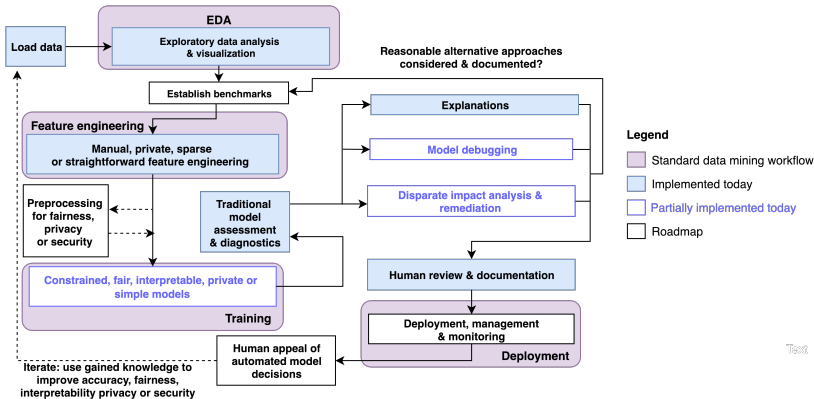 EDA
Load data
Exploratory data analysis
& visualization
Reasonable alternative approaches
considered & documented?
Establish benchmarks
Feature engineering
Manual, private, sparse
or straightforward feature engineering
Explanations
Model debugging
Disparate impact analysis &
remediation
Legend
Standard data mining workflow
Implemented today
Partially implemented today
Roadmap
Preprocessing
for fairness,
privacy
or security
Traditional
model
assessment
& diagnostics
Constrained, fair, interpretable, private or
simple models
Training
Human review & documentation
Deployment, management
& monitoring
Deployment
Human appeal of
automated model
decisions
Iterate: use gained knowledge to
improve accuracy, fairness,
interpretability privacy or security
Text